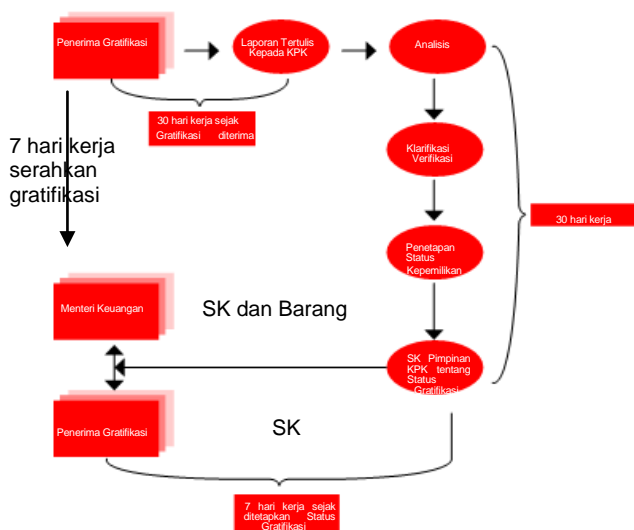 Penerima Gratifikasi
Laporan Tertulis
Kepada KPK
Analisis
30 hari kerja sejak
Gratifikasi diterima
7 hari kerja
serahkan
gratifikasi
Klarifikasi
Verifikasi
30 hari kerja
Penetapan
Status
Kepemilikan
Menteri Keuangan
SK dan Barang
SK Pimpinan
KPK tentang
Status
Gratifikasi
Penerima Gratifikasi
SK
7 hari kerja sejak
ditetapkan Status
Gratifikasi